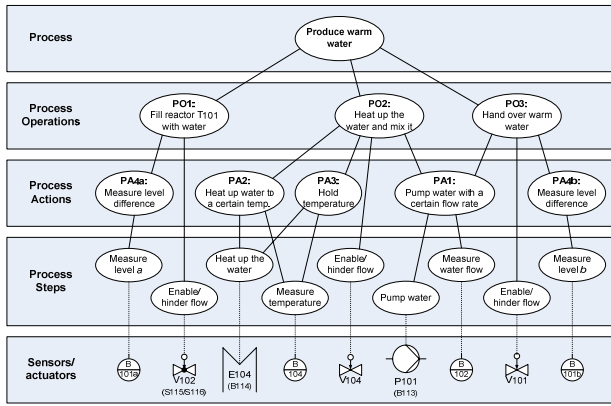 Process
Produce warm
water
Process
Operations
PO1:
Fill reactor T101
with water
PO2:
Heat up the
water and mix it
PO3:
Hand over warm
water
Process
Actions
PA4a:
Measure level
difference
PA2:
Heat up water to
a certain temp.
PA3:
Hold
temperature
PA1:
Pump water with a
certain flow rate
PA4b:
Measure level
difference
Process
Steps
Measure
level a
Enable/
hinder flow
Heat up the
water
Measure
temperature
Enable/
hinder flow
Pump water
Measure
water flow
Enable/
hinder flow
Measure
level b
Sensors/
actuators
B
101a
V102
(S115/S116)
E104
(B114)
B
104
V104
P101
(B113)
B
102
V101
B
101b